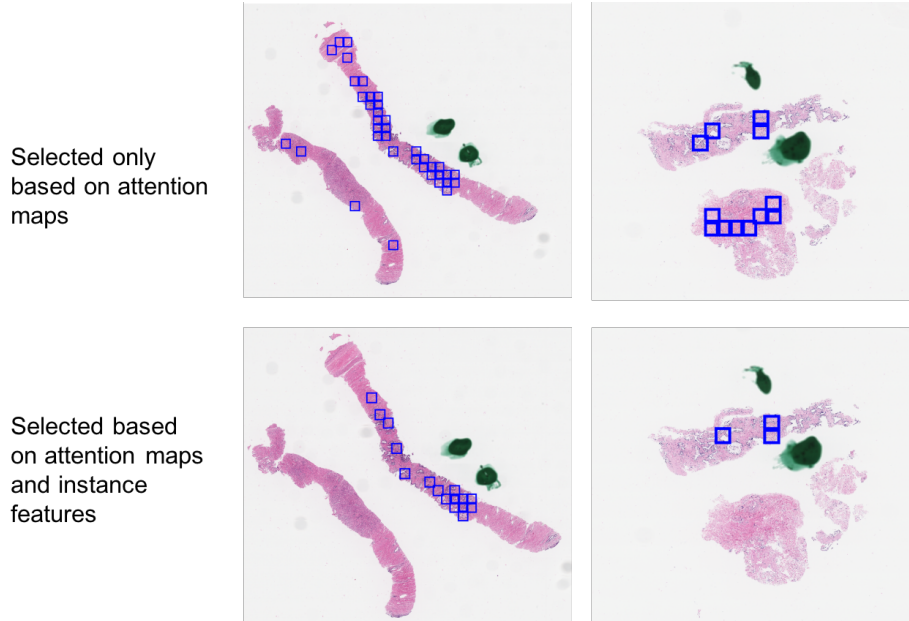 Selected only
based on attention
maps
Selected based
on attention maps
and instance
features